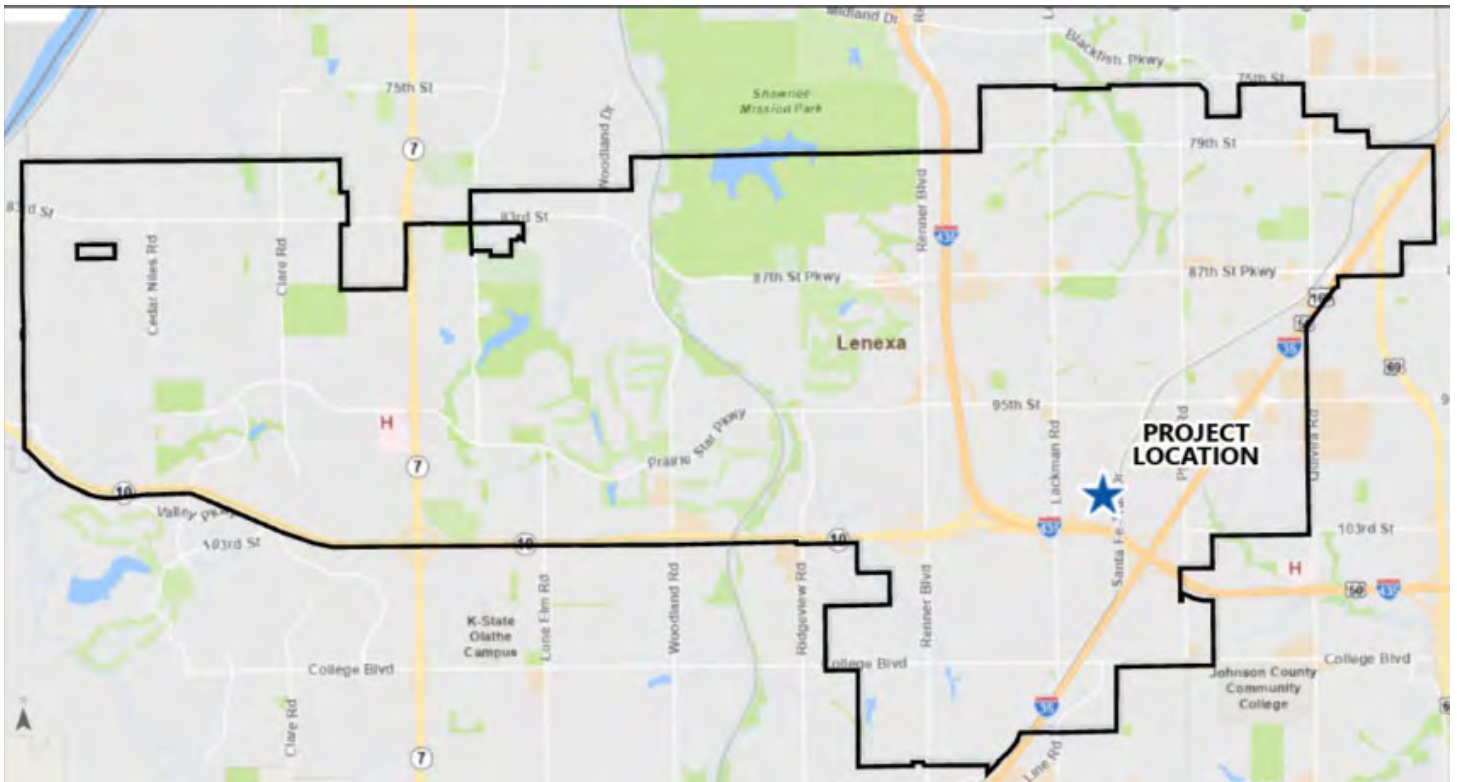 Midland Dr
Blackfish Pkwy
75th St
75th St
Shawnee
Mission Park
Woodland Dr
7
79th St
Renner Blvd
83rd St
83rd St
435
Cedar Niles Rd
Clare Rd
87th St Pkwy
87th St Pkwy
Lenexa
35
69
95th St
H
Prairie Star Pkwy
PROJECT
LOCATION
Lackman Rd
Quivira Rd
7
10
Valley Pkwy
103rd St
10
10
435
103rd St
H
50
435
K-State
Olathe
Campus
Lone Elm Rd
Woodland Rd
Ridgeview Rd
Renner Blvd
College Blvd
College Blvd
College Blvd
Johnson County
Community
College
Clare Rd
35
7
Line Rd